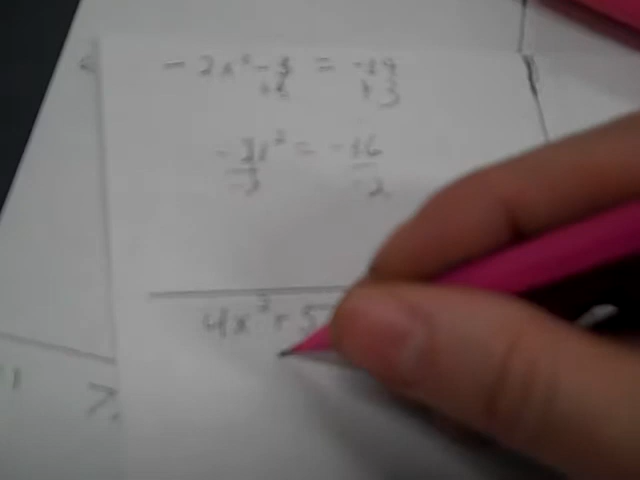 - 2x² - 3 = -19
+3 +3
-2x² = -16
-2 -2
4x² + 5